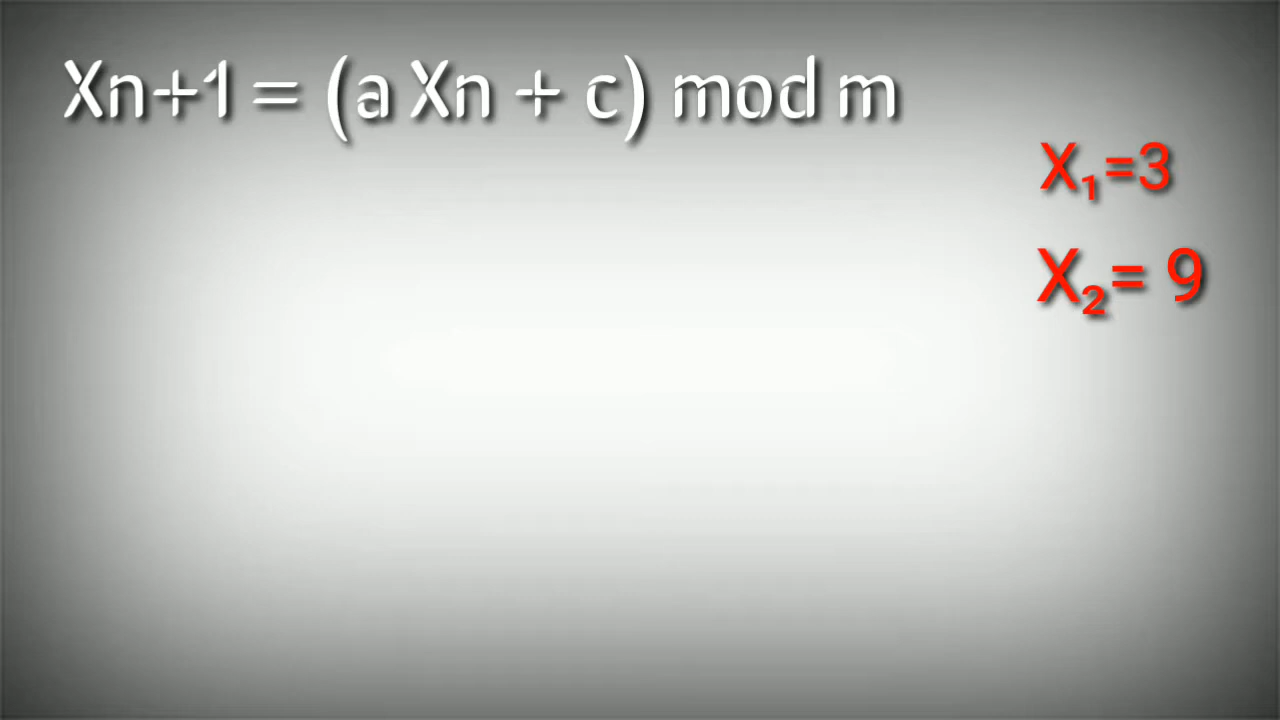 Xn+1 = (a Xn + c) mod m
X₁=3
X₂= 9